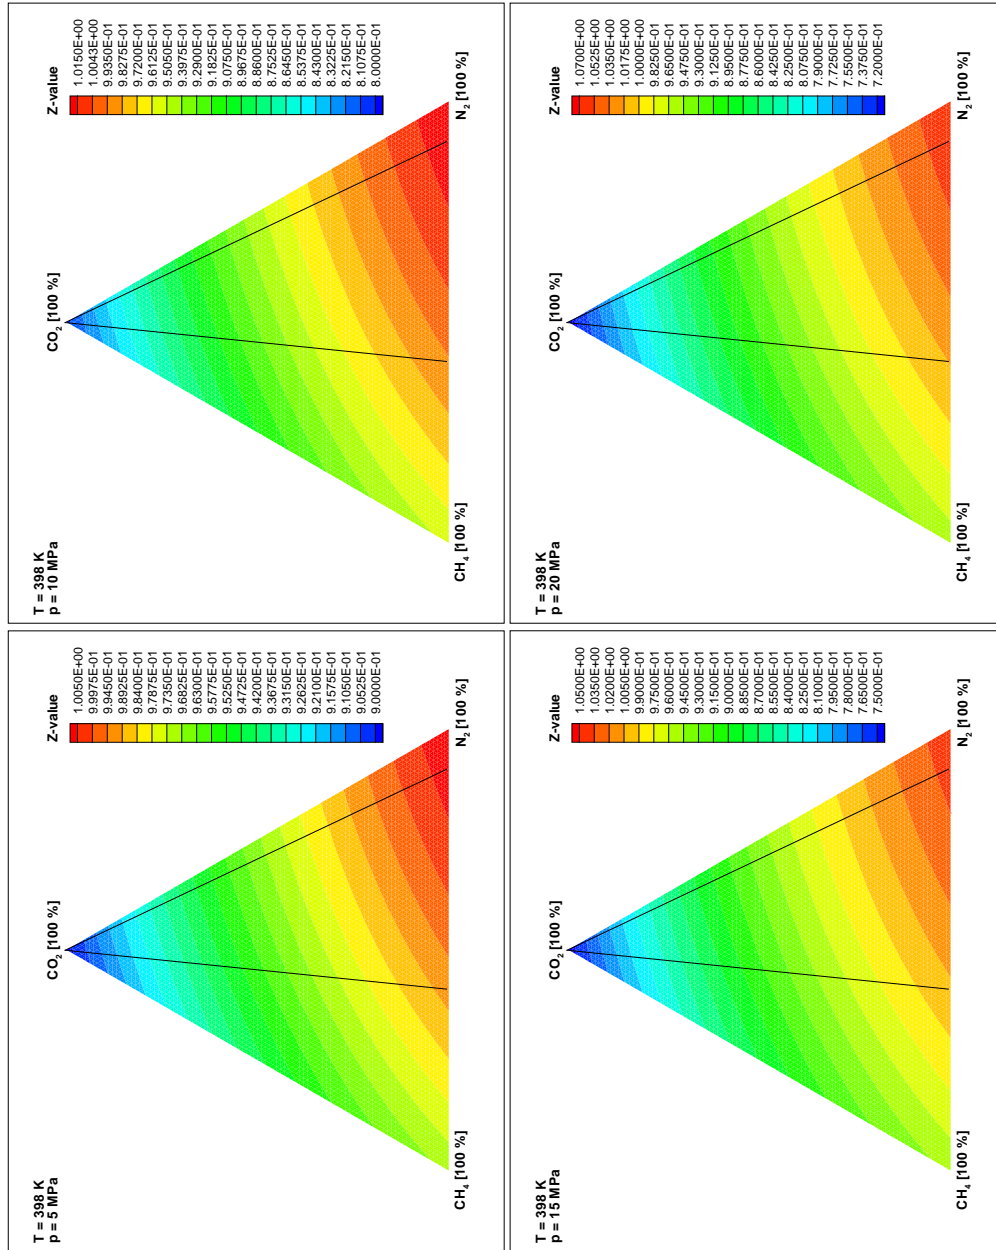 T = 398 K
p = 10 MPa
CO2 [100 %]
CH4 [100 %]
N2 [100 %]
Z-value
1.0150E+00
1.0043E+00
9.9350E-01
9.8275E-01
9.7200E-01
9.6125E-01
9.5050E-01
9.3975E-01
9.2900E-01
9.1825E-01
9.0750E-01
8.9675E-01
8.8600E-01
8.7525E-01
8.6450E-01
8.5375E-01
8.4300E-01
8.3225E-01
8.2150E-01
8.1075E-01
8.0000E-01
T = 398 K
p = 20 MPa
CO2 [100 %]
CH4 [100 %]
N2 [100 %]
Z-value
1.0700E+00
1.0525E+00
1.0350E+00
1.0175E+00
1.0000E+00
9.8250E-01
9.6500E-01
9.4750E-01
9.3000E-01
9.1250E-01
8.9500E-01
8.7750E-01
8.6000E-01
8.4250E-01
8.2500E-01
8.0750E-01
7.9000E-01
7.7250E-01
7.5500E-01
7.3750E-01
7.2000E-01
T = 398 K
p = 5 MPa
CO2 [100 %]
CH4 [100 %]
N2 [100 %]
Z-value
1.0050E+00
9.9975E-01
9.9450E-01
9.8925E-01
9.8400E-01
9.7875E-01
9.7350E-01
9.6825E-01
9.6300E-01
9.5775E-01
9.5250E-01
9.4725E-01
9.4200E-01
9.3675E-01
9.3150E-01
9.2625E-01
9.2100E-01
9.1575E-01
9.1050E-01
9.0525E-01
9.0000E-01
T = 398 K
p = 15 MPa
CO2 [100 %]
CH4 [100 %]
N2 [100 %]
Z-value
1.0500E+00
1.0350E+00
1.0200E+00
1.0050E+00
9.9000E-01
9.7500E-01
9.6000E-01
9.4500E-01
9.3000E-01
9.1500E-01
9.0000E-01
8.8500E-01
8.7000E-01
8.5500E-01
8.4000E-01
8.2500E-01
8.1000E-01
7.9500E-01
7.8000E-01
7.6500E-01
7.5000E-01